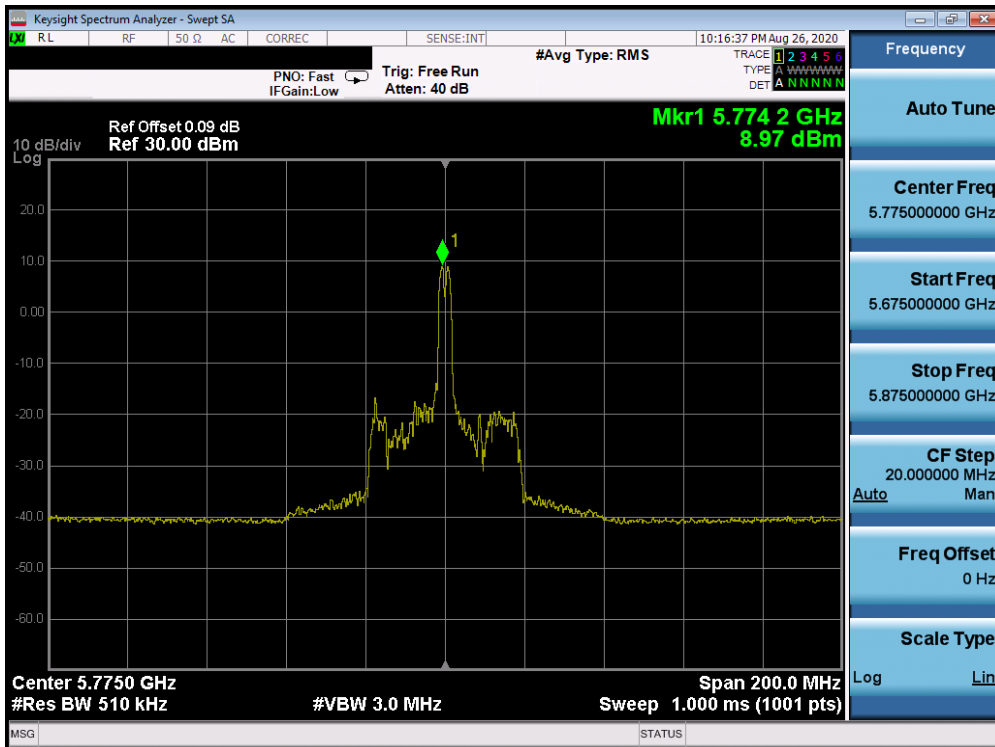 Keysight Spectrum Analyzer - Swept SA
LXI RL RF 50 Ω AC CORREC SENSE:INT 10:16:37 PM Aug 26, 2020
#Avg Type: RMS TRACE 1 2 3 4 5 6
PNO: Fast Trig: Free Run TYPE A WWWWW
IFGain:Low Atten: 40 dB DET A N N N N N
Mkr1 5.774 2 GHz
8.97 dBm
Ref Offset 0.09 dB
10 dB/div Ref 30.00 dBm
Log
1
20.0
10.0
0.00
-10.0
-20.0
-30.0
-40.0
-50.0
-60.0
Center 5.7750 GHz Span 200.0 MHz
#Res BW 510 kHz #VBW 3.0 MHz Sweep 1.000 ms (1001 pts)
MSG STATUS
Frequency
Auto Tune
Center Freq
5.775000000 GHz
Start Freq
5.675000000 GHz
Stop Freq
5.875000000 GHz
CF Step
20.000000 MHz
Auto Man
Freq Offset
0 Hz
Scale Type
Log Lin